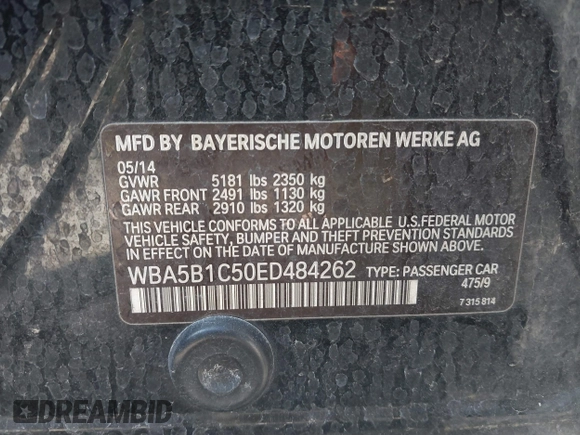 MFD BY BAYERISCHE MOTOREN WERKE AG
05/14
GVWR 5181 lbs 2350 kg
GAWR FRONT 2491 lbs 1130 kg
GAWR REAR 2910 lbs 1320 kg
THIS VEHICLE CONFORMS TO ALL APPLICABLE U.S.FEDERAL MOTOR
VEHICLE SAFETY, BUMPER AND THEFT PREVENTION STANDARDS
IN EFFECT ON THE DATE OF MANUFACTURE SHOWN ABOVE.
WBA5B1C50ED484262 TYPE: PASSENGER CAR
475/9
7 315 814
DREAMBID